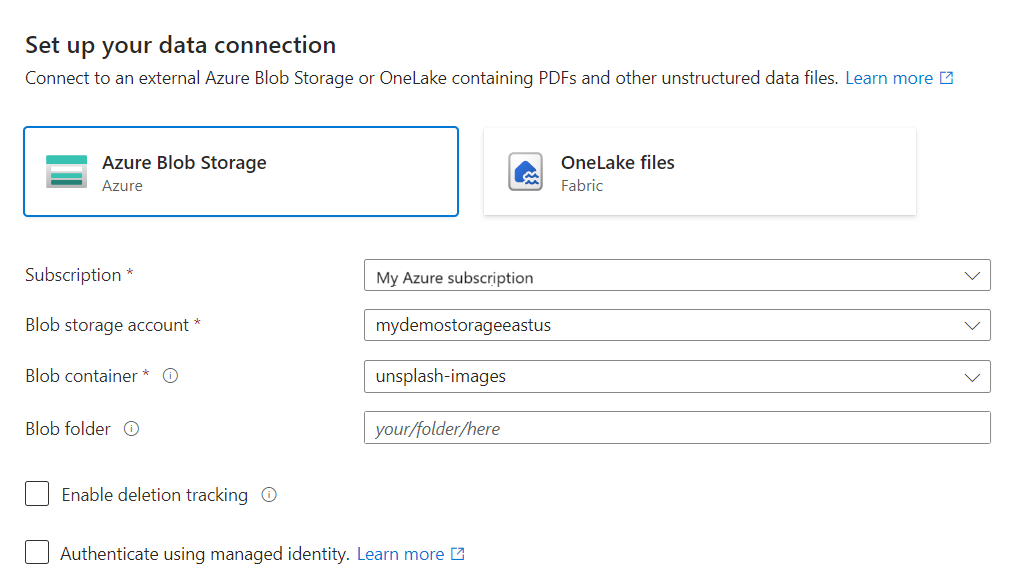 Set up your data connection
Connect to an external Azure Blob Storage or OneLake containing PDFs and other unstructured data files. Learn more
Azure Blob Storage
Azure
OneLake files
Fabric
Subscription *
My Azure subscription
Blob storage account *
mydemostorageeastus
Blob container *
unsplash-images
Blob folder
your/folder/here
Enable deletion tracking
Authenticate using managed identity. Learn more